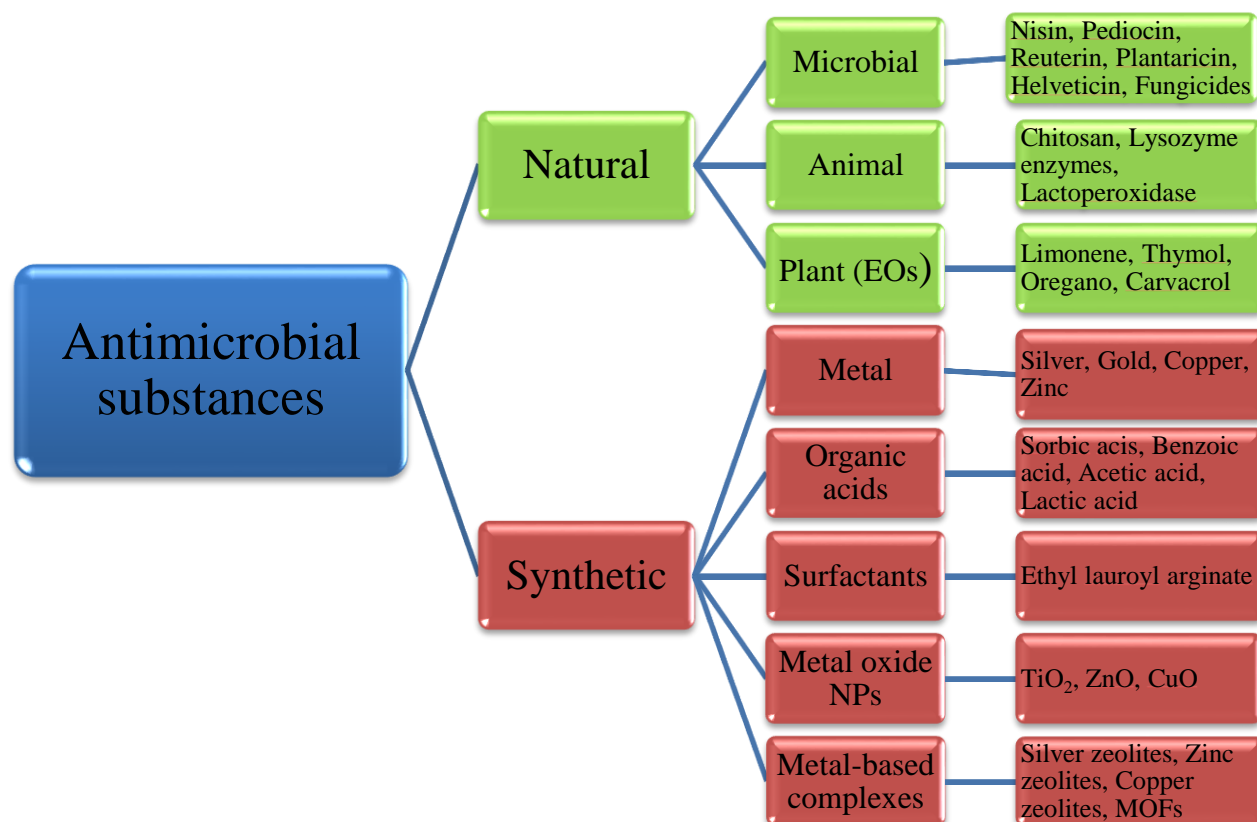 Antimicrobial
substances
Natural
Microbial
Nisin, Pediocin,
Reuterin, Plantaricin,
Helveticin, Fungicides
Animal
Chitosan, Lysozyme
enzymes,
Lactoperoxidase
Plant (EOs)
Limonene, Thymol,
Oregano, Carvacrol
Synthetic
Metal
Silver, Gold, Copper,
Zinc
Organic
acids
Sorbic acis, Benzoic
acid, Acetic acid,
Lactic acid
Surfactants
Ethyl lauroyl arginate
Metal oxide
NPs
TiO₂, ZnO, CuO
Metal-based
complexes
Silver zeolites, Zinc
zeolites, Copper
zeolites, MOFs